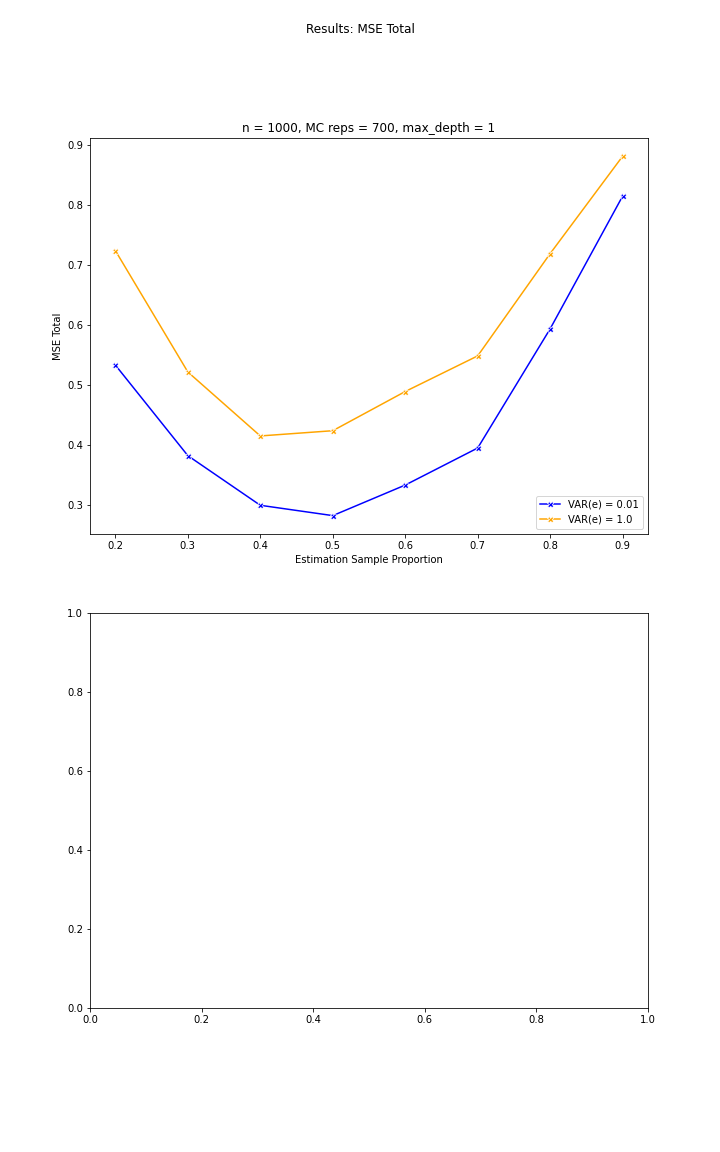 Results: MSE Total
n = 1000, MC reps = 700, max_depth = 1
0.9
0.8
0.7
0.6
0.5
0.4
0.3
MSE Total
VAR(e) = 0.01
VAR(e) = 1.0
0.2 0.3 0.4 0.5 0.6 0.7 0.8 0.9
Estimation Sample Proportion
1.0
0.8
0.6
0.4
0.2
0.0
0.0 0.2 0.4 0.6 0.8 1.0